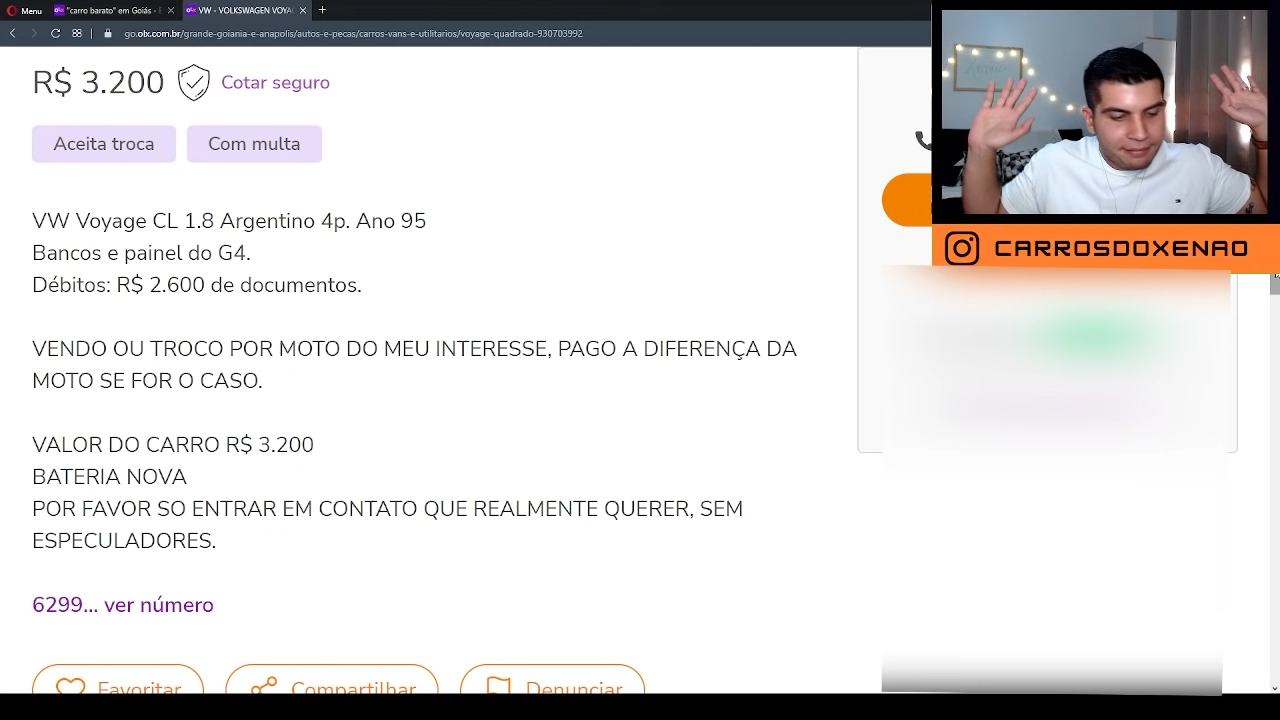 Menu
"carro barato" em Goiás - 
VW - VOLKSWAGEN VOYA
go.olx.com.br/grande-goiania-e-anapolis/autos-e-pecas/carros-vans-e-utilitarios/voyage-quadrado-930703992
R$ 3.200 Cotar seguro
Aceita troca Com multa
VW Voyage CL 1.8 Argentino 4p. Ano 95
Bancos e painel do G4.
Débitos: R$ 2.600 de documentos.
VENDO OU TROCO POR MOTO DO MEU INTERESSE, PAGO A DIFERENÇA DA
MOTO SE FOR O CASO.
VALOR DO CARRO R$ 3.200
BATERIA NOVA
POR FAVOR SO ENTRAR EM CONTATO QUE REALMENTE QUERER, SEM
ESPECULADORES.
6299... ver número
Favoritar Compartilhar Denunciar
CARROSDOXENAO